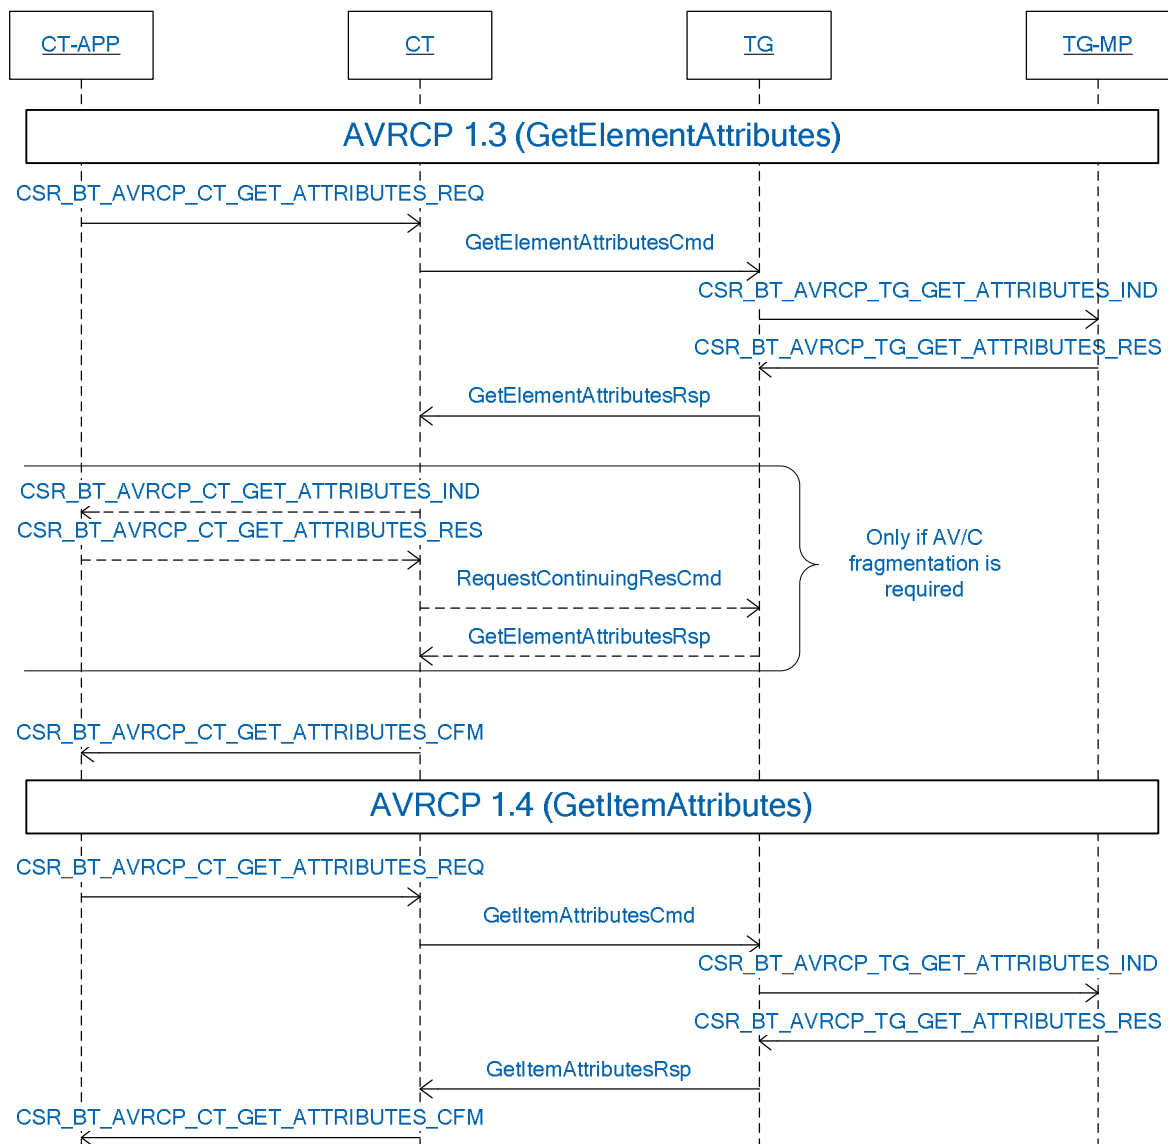 CT-APP
CT
TG
TG-MP
AVRCP 1.3 (GetElementAttributes)
CSR_BT_AVRCP_CT_GET_ATTRIBUTES_REQ
GetElementAttributesCmd
CSR_BT_AVRCP_TG_GET_ATTRIBUTES_IND
CSR_BT_AVRCP_TG_GET_ATTRIBUTES_RES
GetElementAttributesRsp
CSR_BT_AVRCP_CT_GET_ATTRIBUTES_IND
CSR_BT_AVRCP_CT_GET_ATTRIBUTES_RES
Only if AV/C
fragmentation is
required
RequestContinuingResCmd
GetElementAttributesRsp
CSR_BT_AVRCP_CT_GET_ATTRIBUTES_CFM
AVRCP 1.4 (GetItemAttributes)
CSR_BT_AVRCP_CT_GET_ATTRIBUTES_REQ
GetItemAttributesCmd
CSR_BT_AVRCP_TG_GET_ATTRIBUTES_IND
CSR_BT_AVRCP_TG_GET_ATTRIBUTES_RES
GetItemAttributesRsp
CSR_BT_AVRCP_CT_GET_ATTRIBUTES_CFM